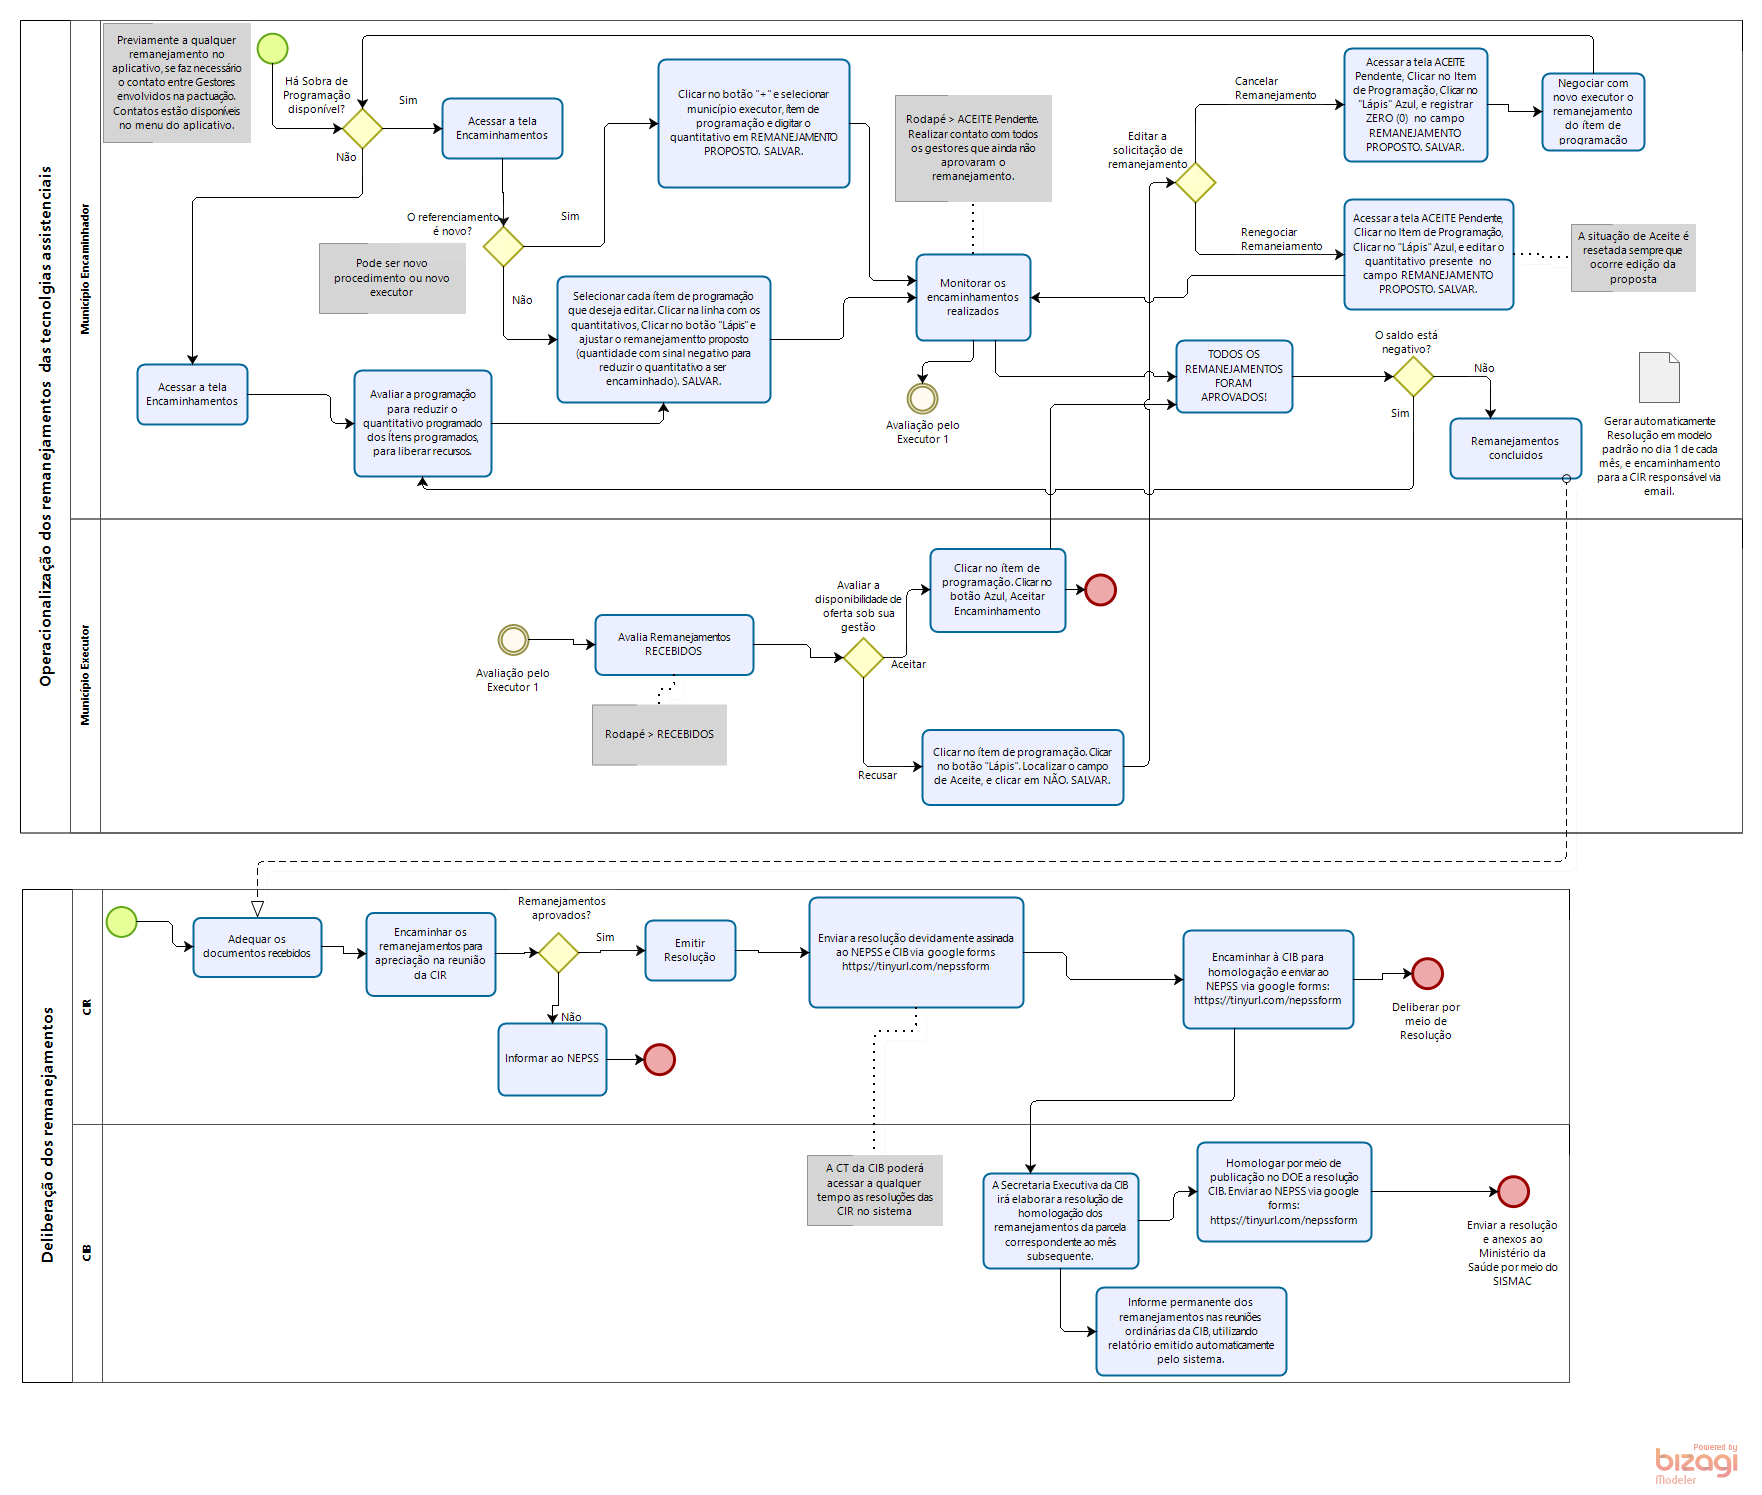 Operacionalização dos remanejamentos das tecnolgias assistenciais
Município Encaminhador
Previamente a qualquer
remanejamento no
aplicativo, se faz necessário
o contato entre Gestores
envolvidos na pactuação.
Contatos estão disponíveis
no menu do aplicativo.
Há Sobra de
Programação
disponível?
Sim
Não
Acessar a tela
Encaminhamentos
O referenciamento
é novo?
Sim
Não
Pode ser novo
procedimento ou novo
executor
Clicar no botão "+" e selecionar
município executor, ítem de
programação e digitar o
quantitativo em REMANEJAMENTO
PROPOSTO. SALVAR.
Selecionar cada ítem de programação
que deseja editar. Clicar na linha com os
quantitativos, Clicar no botão "Lápis" e
ajustar o remanejamentto proposto
(quantidade com sinal negativo para
reduzir o quantitativo a ser
encaminhado). SALVAR.
Acessar a tela
Encaminhamentos
Avaliar a programação
para reduzir o
quantitativo programado
dos Ítens programados,
para liberar recursos.
Rodapé > ACEITE Pendente.
Realizar contato com todos
os gestores que ainda não
aprovaram o
remanejamento.
Monitorar os
encaminhamentos
realizados
Avaliação pelo
Executor 1
Editar a
solicitação de
remanejamento
Cancelar
Remanejamento
Renegociar
Remaneiamento
Acessar a tela ACEITE
Pendente, Clicar no Item
de Programação, Clicar no
"Lápis" Azul, e registrar
ZERO (0) no campo
REMANEJAMENTO
PROPOSTO. SALVAR.
Negociar com
novo executor o
remanejamento
do ítem de
programação
Acessar a tela ACEITE Pendente,
Clicar no Item de Programação,
Clicar no "Lápis" Azul, e editar o
quantitativo presente no
campo REMANEJAMENTO
PROPOSTO. SALVAR.
A situação de Aceite é
resetada sempre que
ocorre edição da
proposta
TODOS OS
REMANEJAMENTOS
FORAM
APROVADOS!
O saldo está
negativo?
Não
Sim
Remanejamentos
concluidos
Gerar automaticamente
Resolução em modelo
padrão no dia 1 de cada
mês, e encaminhamento
para a CIR responsável via
email.
Município Executor
Avaliação pelo
Executor 1
Avalia Remanejamentos
RECEBIDOS
Rodapé > RECEBIDOS
Avaliar a
disponibilidade de
oferta sob sua
gestão
Aceitar
Recusar
Clicar no ítem de
programação. Clicar no
botão Azul, Aceitar
Encaminhamento
Clicar no ítem de programação. Clicar
no botão "Lápis". Localizar o campo
de Aceite, e clicar em NÃO. SALVAR.
Deliberação dos remanejamentos
CIR
Adequar os
documentos recebidos
Encaminhar os
remanejamentos para
apreciação na reunião
da CIR
Remanejamentos
aprovados?
Sim
Não
Emitir
Resolução
Informar ao NEPSS
Enviar a resolução devidamente assinada
ao NEPSS e CIB via google forms
https://tinyurl.com/nepssform
Encaminhar à CIB para
homologação e enviar ao
NEPSS via google forms:
https://tinyurl.com/nepssform
Deliberar por
meio de
Resolução
CIB
A CT da CIB poderá
acessar a qualquer
tempo as resoluções das
CIR no sistema
A Secretaria Executiva da CIB
irá elaborar a resolução de
homologação dos
remanejamentos da parcela
correspondente ao mês
subsequente.
Homologar por meio de
publicação no DOE a resolução
CIB. Enviar ao NEPSS via google
forms:
https://tinyurl.com/nepssform
Enviar a resolução
e anexos ao
Ministério da
Saúde por meio do
SISMAC
Informe permanente dos
remanejamentos nas reuniões
ordinárias da CIB, utilizando
relatório emitido automaticamente
pelo sistema.
Powered by
bizagi
Modeler